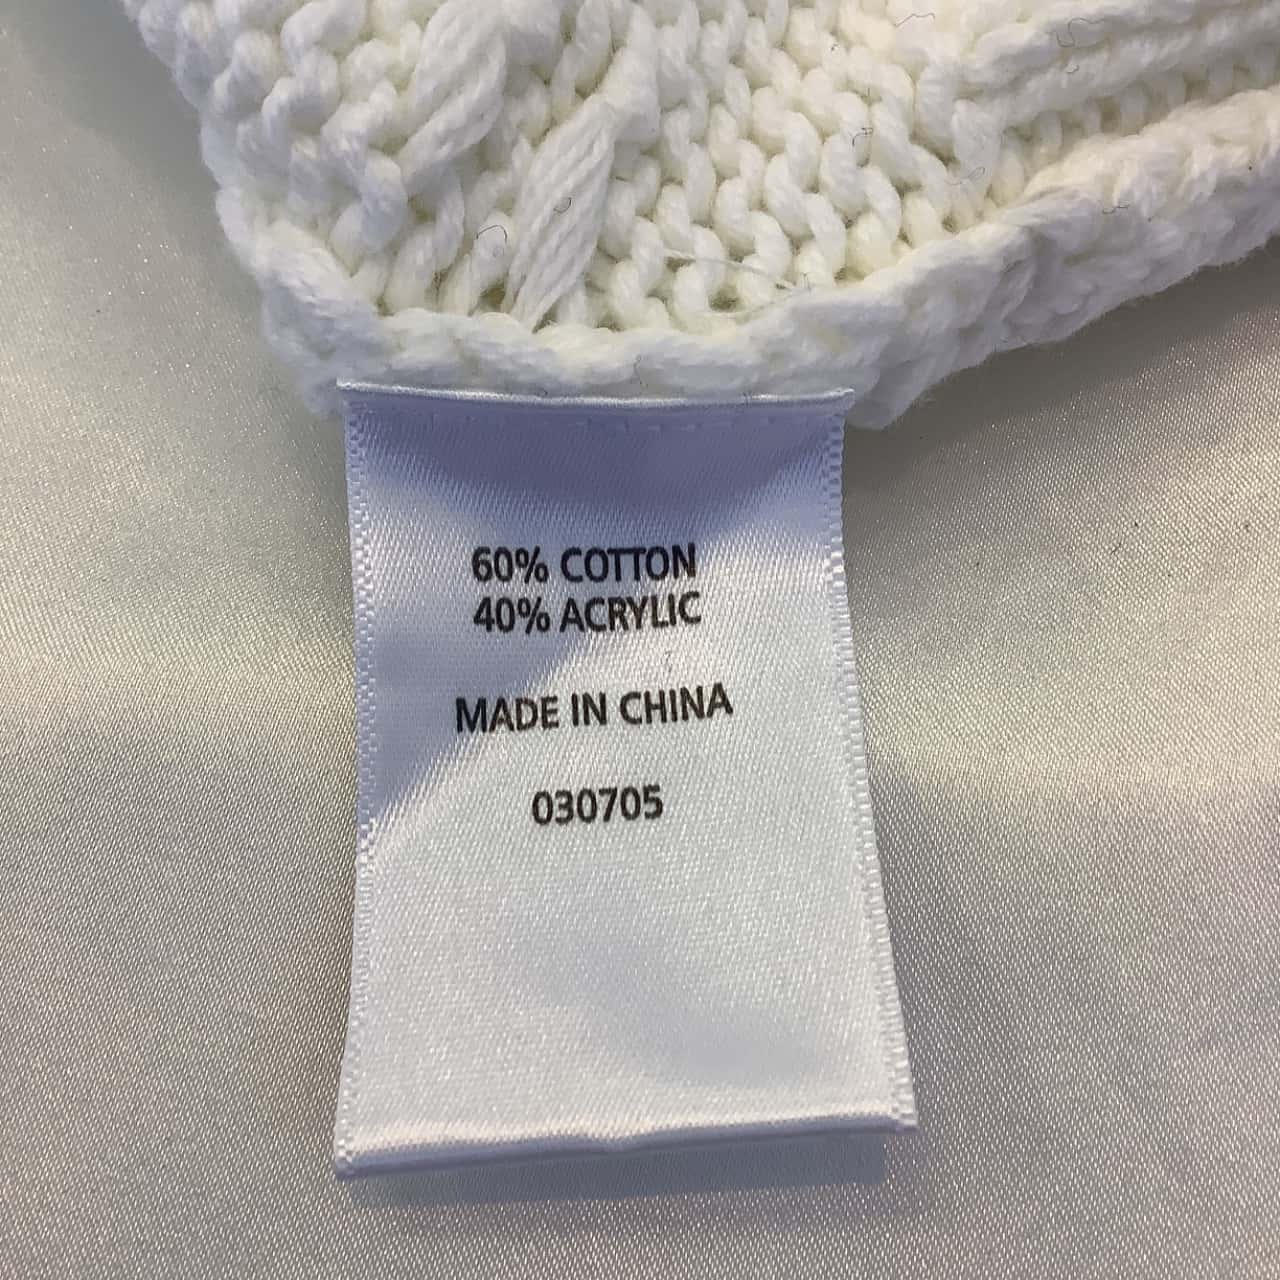 60% COTTON
40% ACRYLIC
MADE IN CHINA
030705